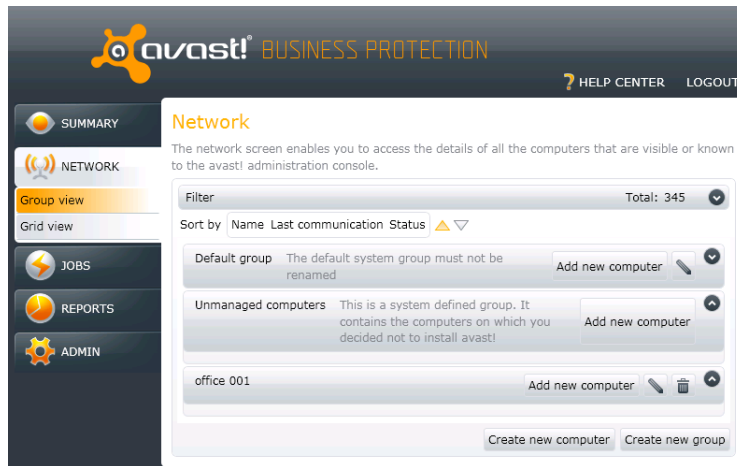 avast! BUSINESS PROTECTION
? HELP CENTER LOGOUT
SUMMARY
NETWORK
Group view
Grid view
JOBS
REPORTS
ADMIN
Network
The network screen enables you to access the details of all the computers that are visible or known
to the avast! administration console.
Filter Total: 345
Sort by Name Last communication Status
Default group The default system group must not be
renamed
Add new computer
Unmanaged computers This is a system defined group. It
contains the computers on which you
decided not to install avast!
Add new computer
office 001 Add new computer
Create new computer Create new group